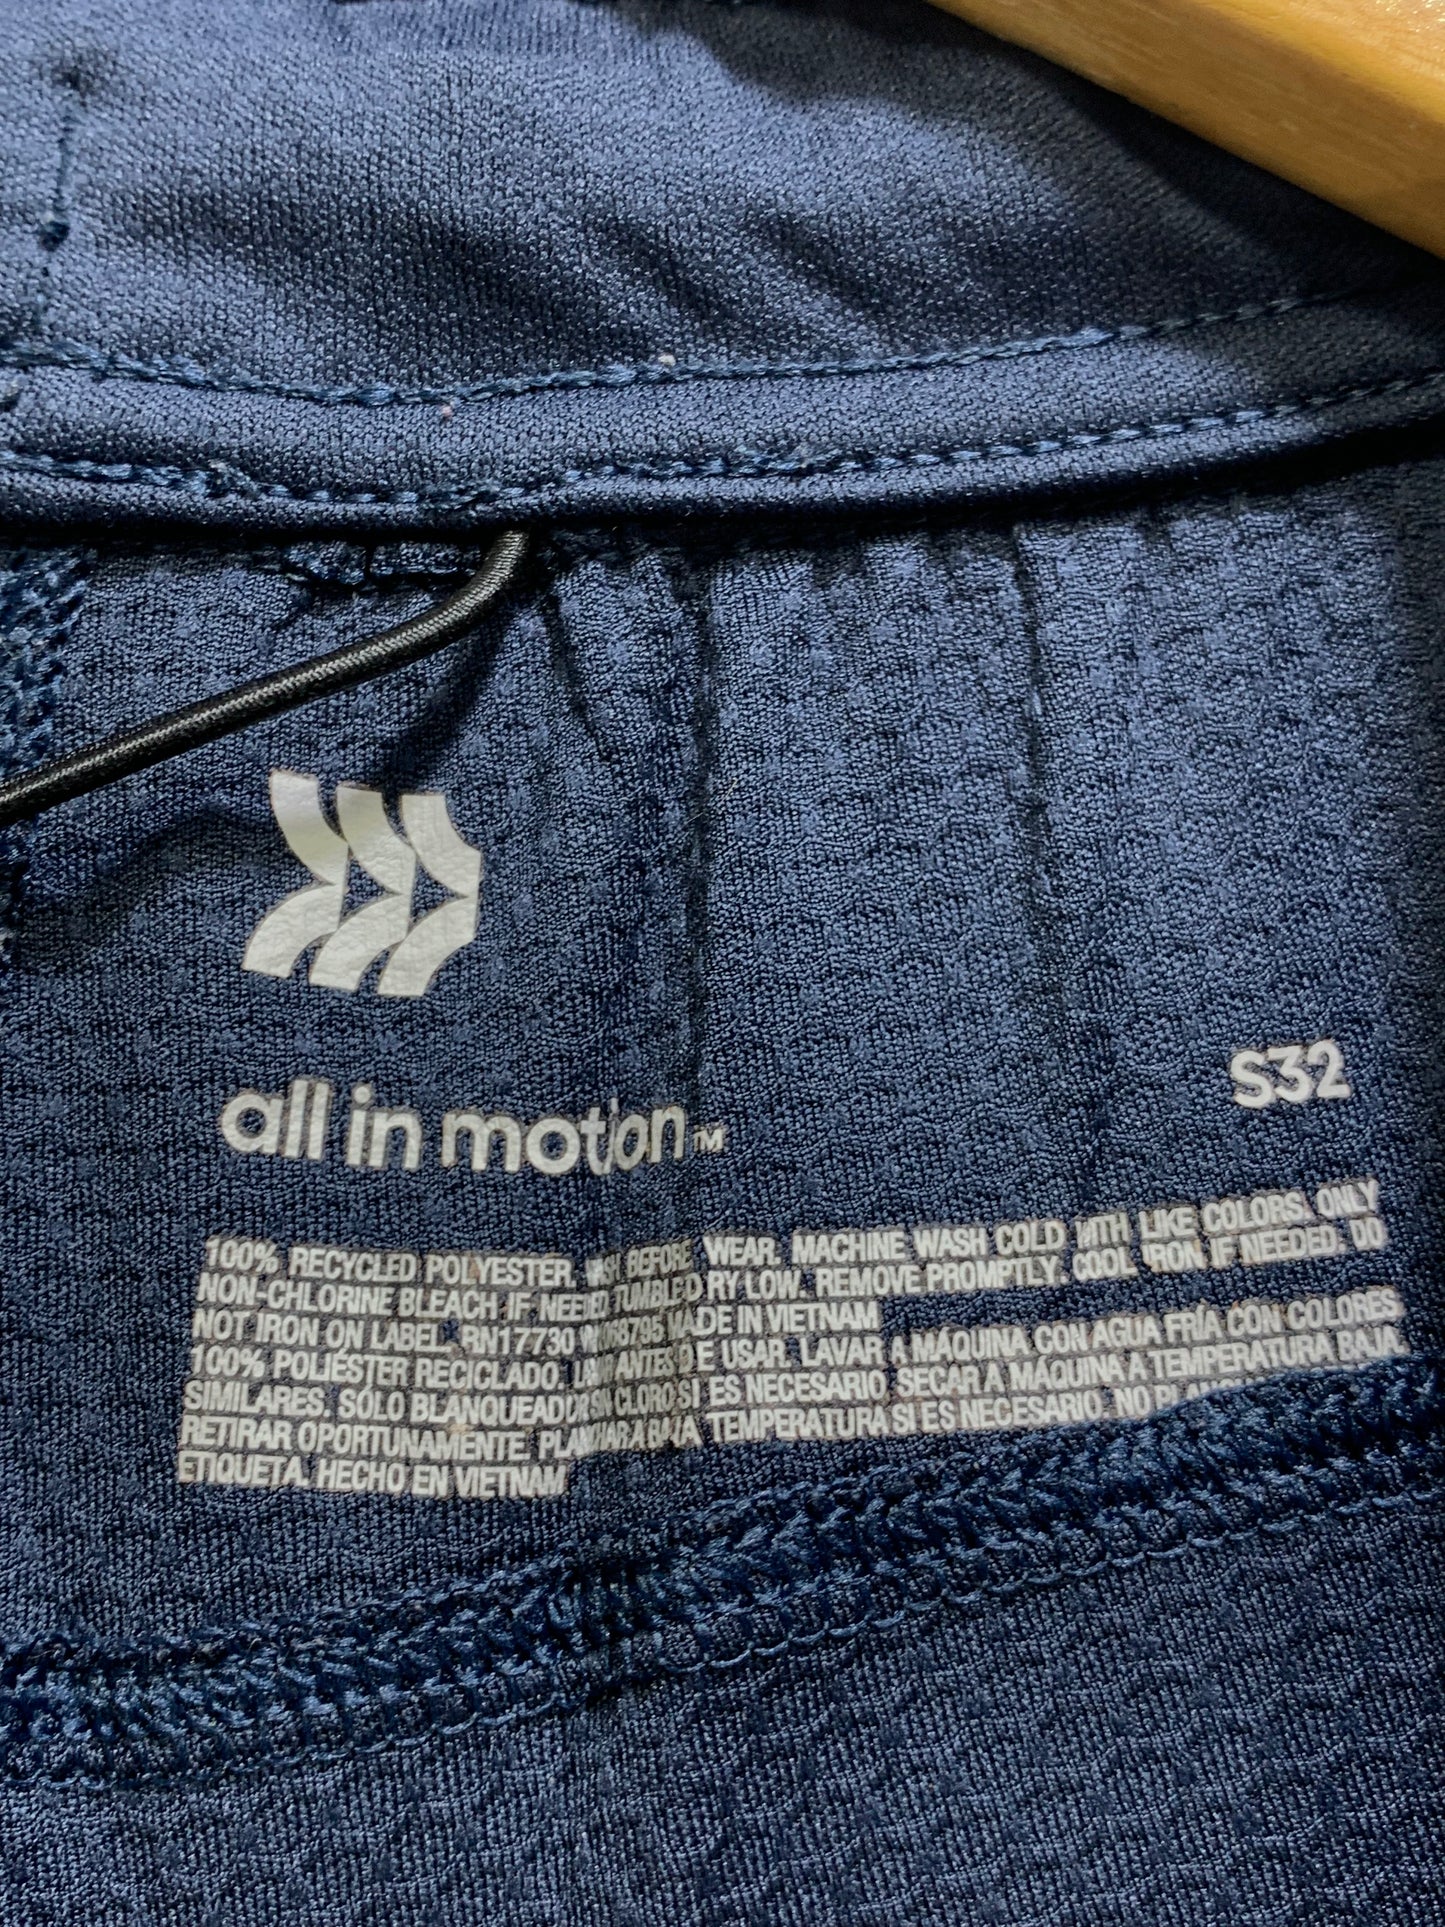 all in motion™
S32
100% RECYCLED POLYESTER. WASH BEFORE WEAR. MACHINE WASH COLD WITH LIKE COLORS. ONLY
NON-CHLORINE BLEACH IF NEEDED TUMBLE DRY LOW. REMOVE PROMPTLY. COOL IRON IF NEEDED. DO
NOT IRON ON LABEL. RN17730 MADE IN VIETNAM
100% POLIÉSTER RECICLADO. LAVAR ANTES DE USAR. LAVAR A MÁQUINA CON AGUA FRÍA CON COLORES
SIMILARES, SÓLO BLANQUEADOR SIN CLORO SI ES NECESARIO, SECAR A MÁQUINA A TEMPERATURA BAJA.
RETIRAR OPORTUNAMENTE. PLANCHAR A BAJA TEMPERATURA SI ES NECESARIO. NO
ETIQUETA. HECHO EN VIETNAM